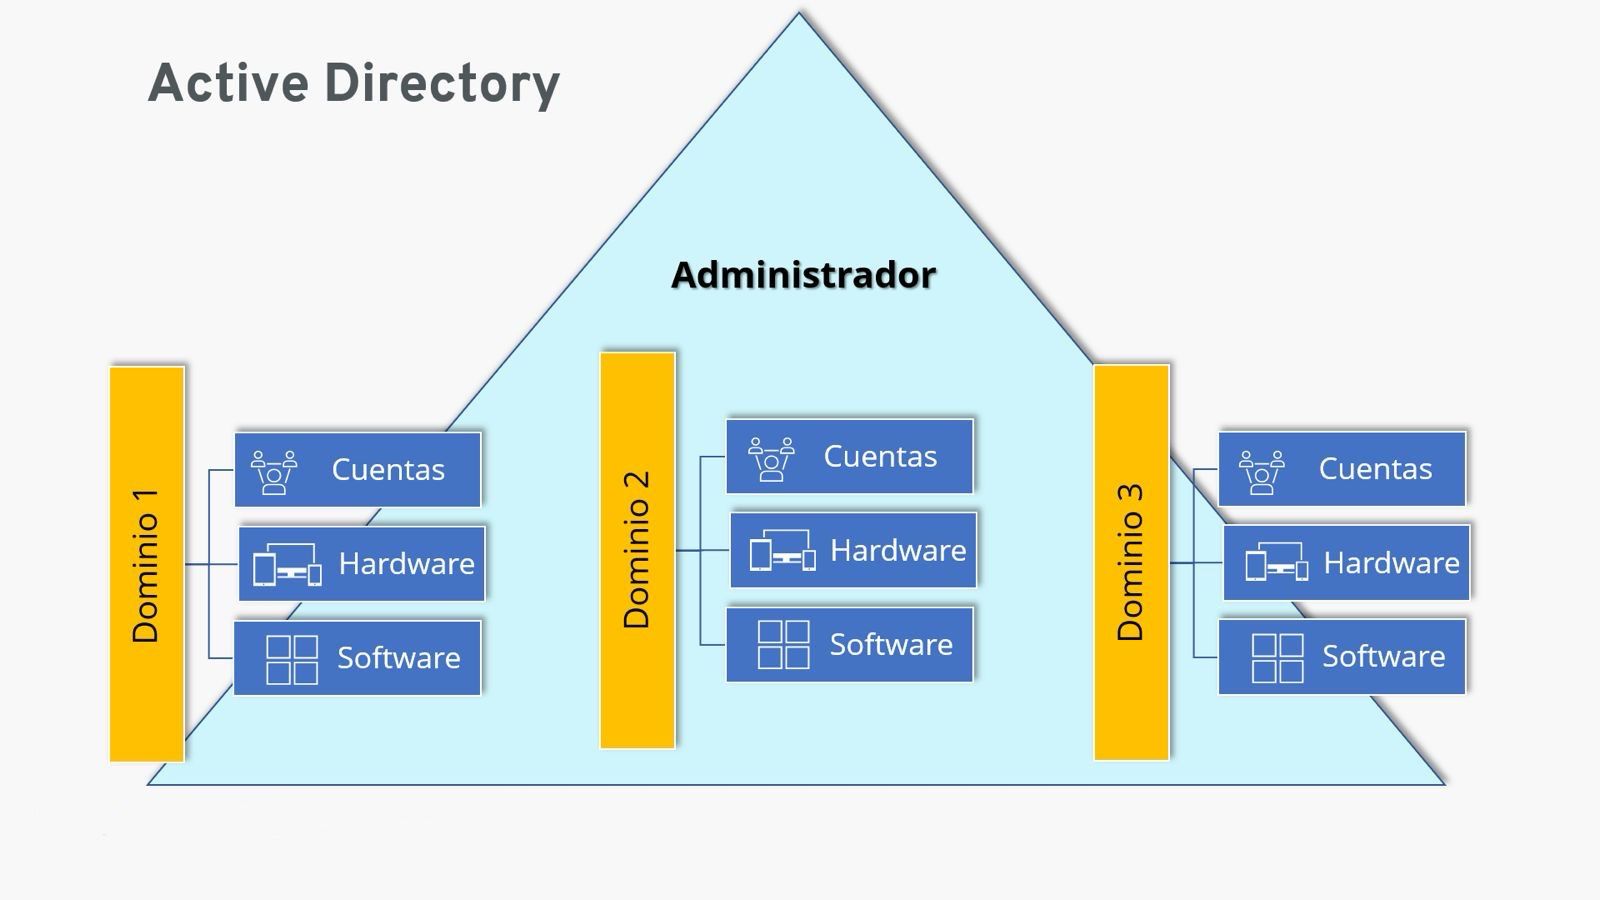 Active Directory
Administrador
Dominio 1
Cuentas
Hardware
Software
Dominio 2
Cuentas
Hardware
Software
Dominio 3
Cuentas
Hardware
Software